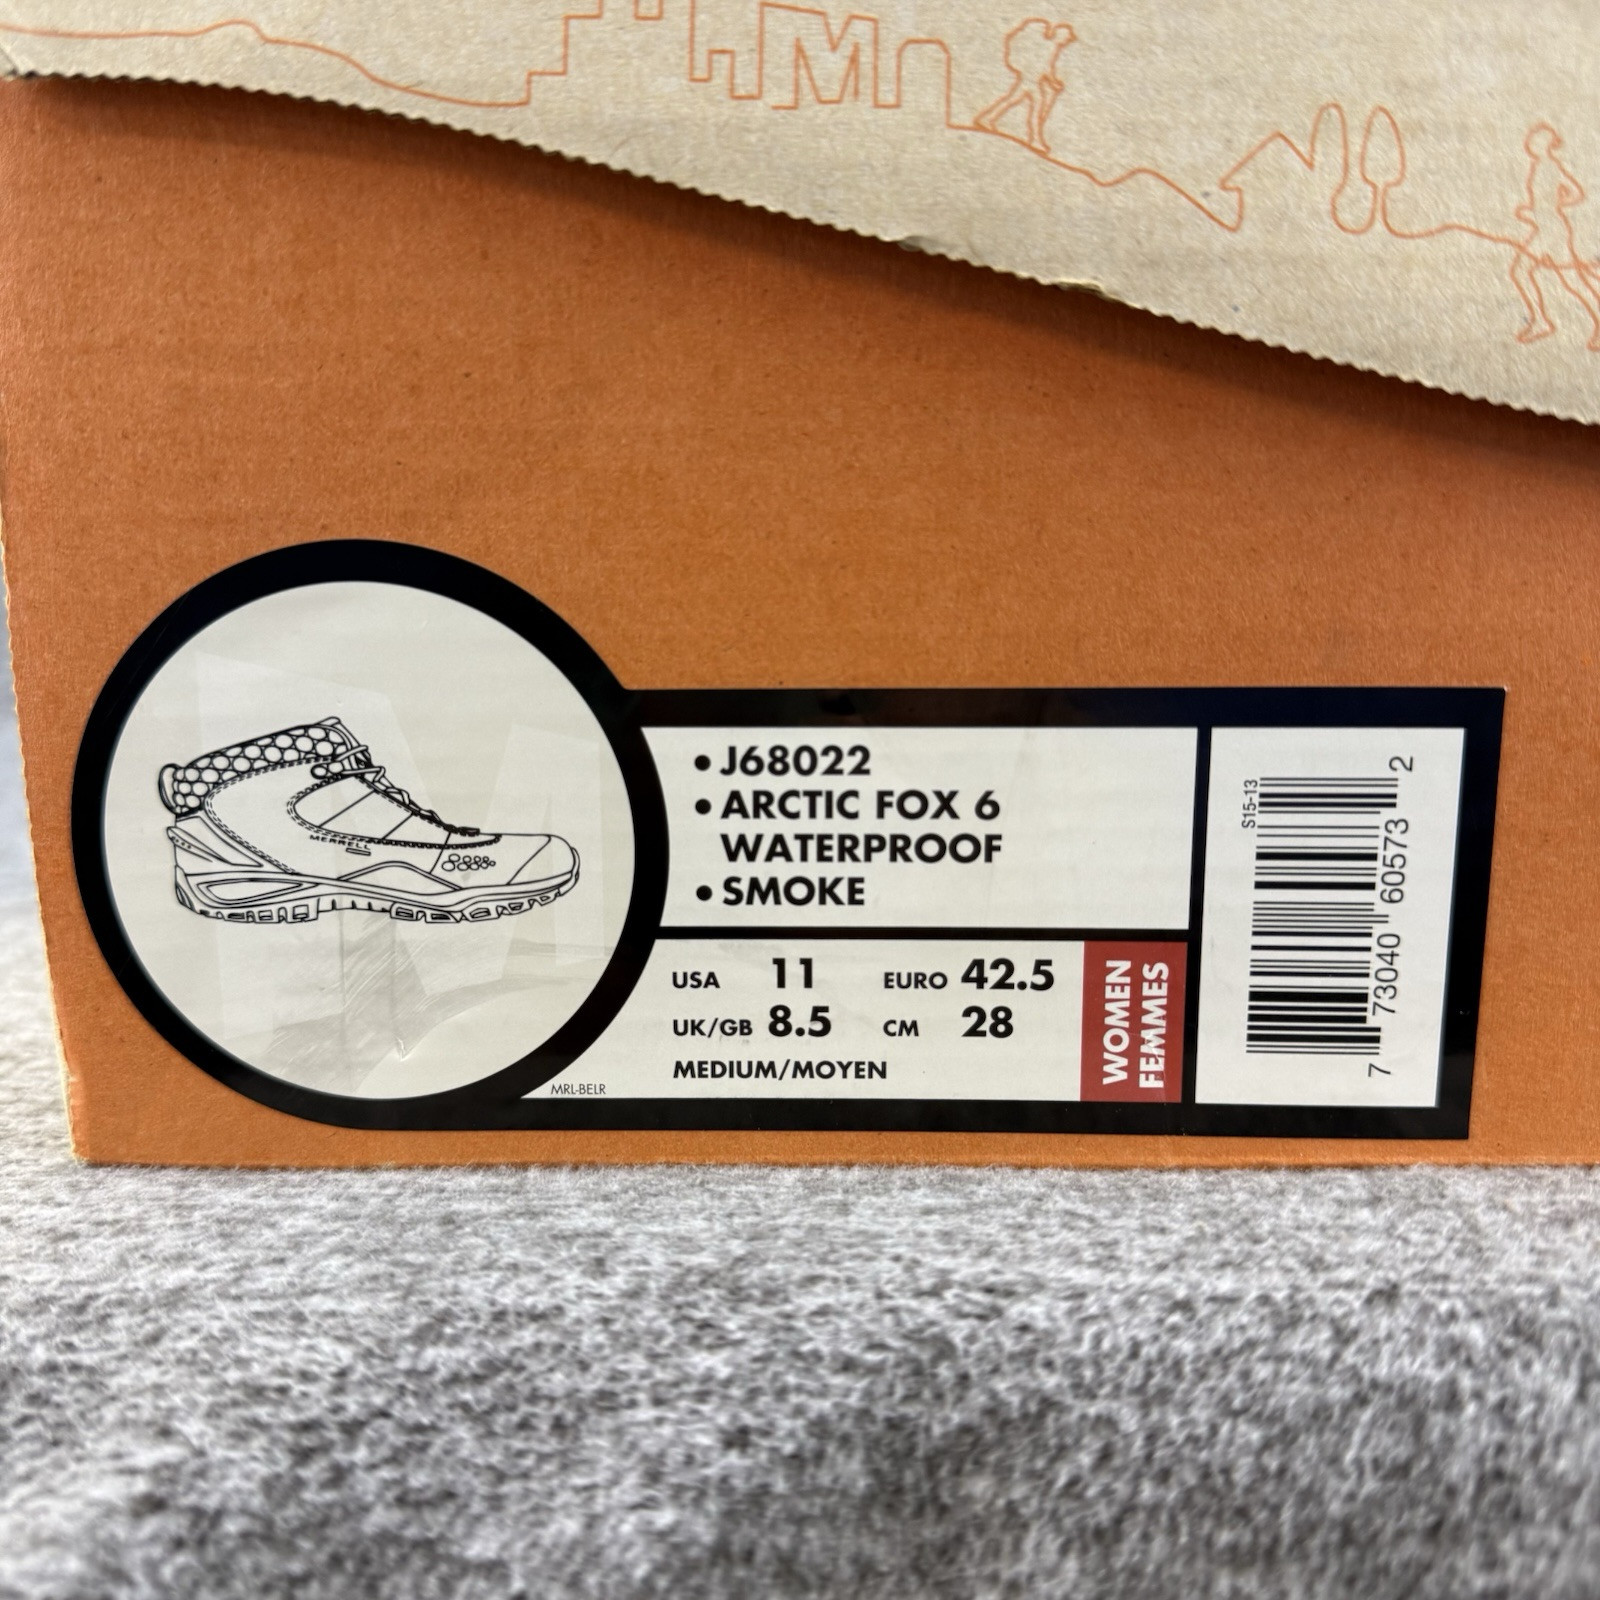 M
MERRELL
• J68022
• ARCTIC FOX 6
WATERPROOF
• SMOKE
USA 11 EURO 42.5
UK/GB 8.5 CM 28
MEDIUM/MOYEN
MRL-BELR
WOMEN
FEMMES
S15-13
7 73040 60573 2